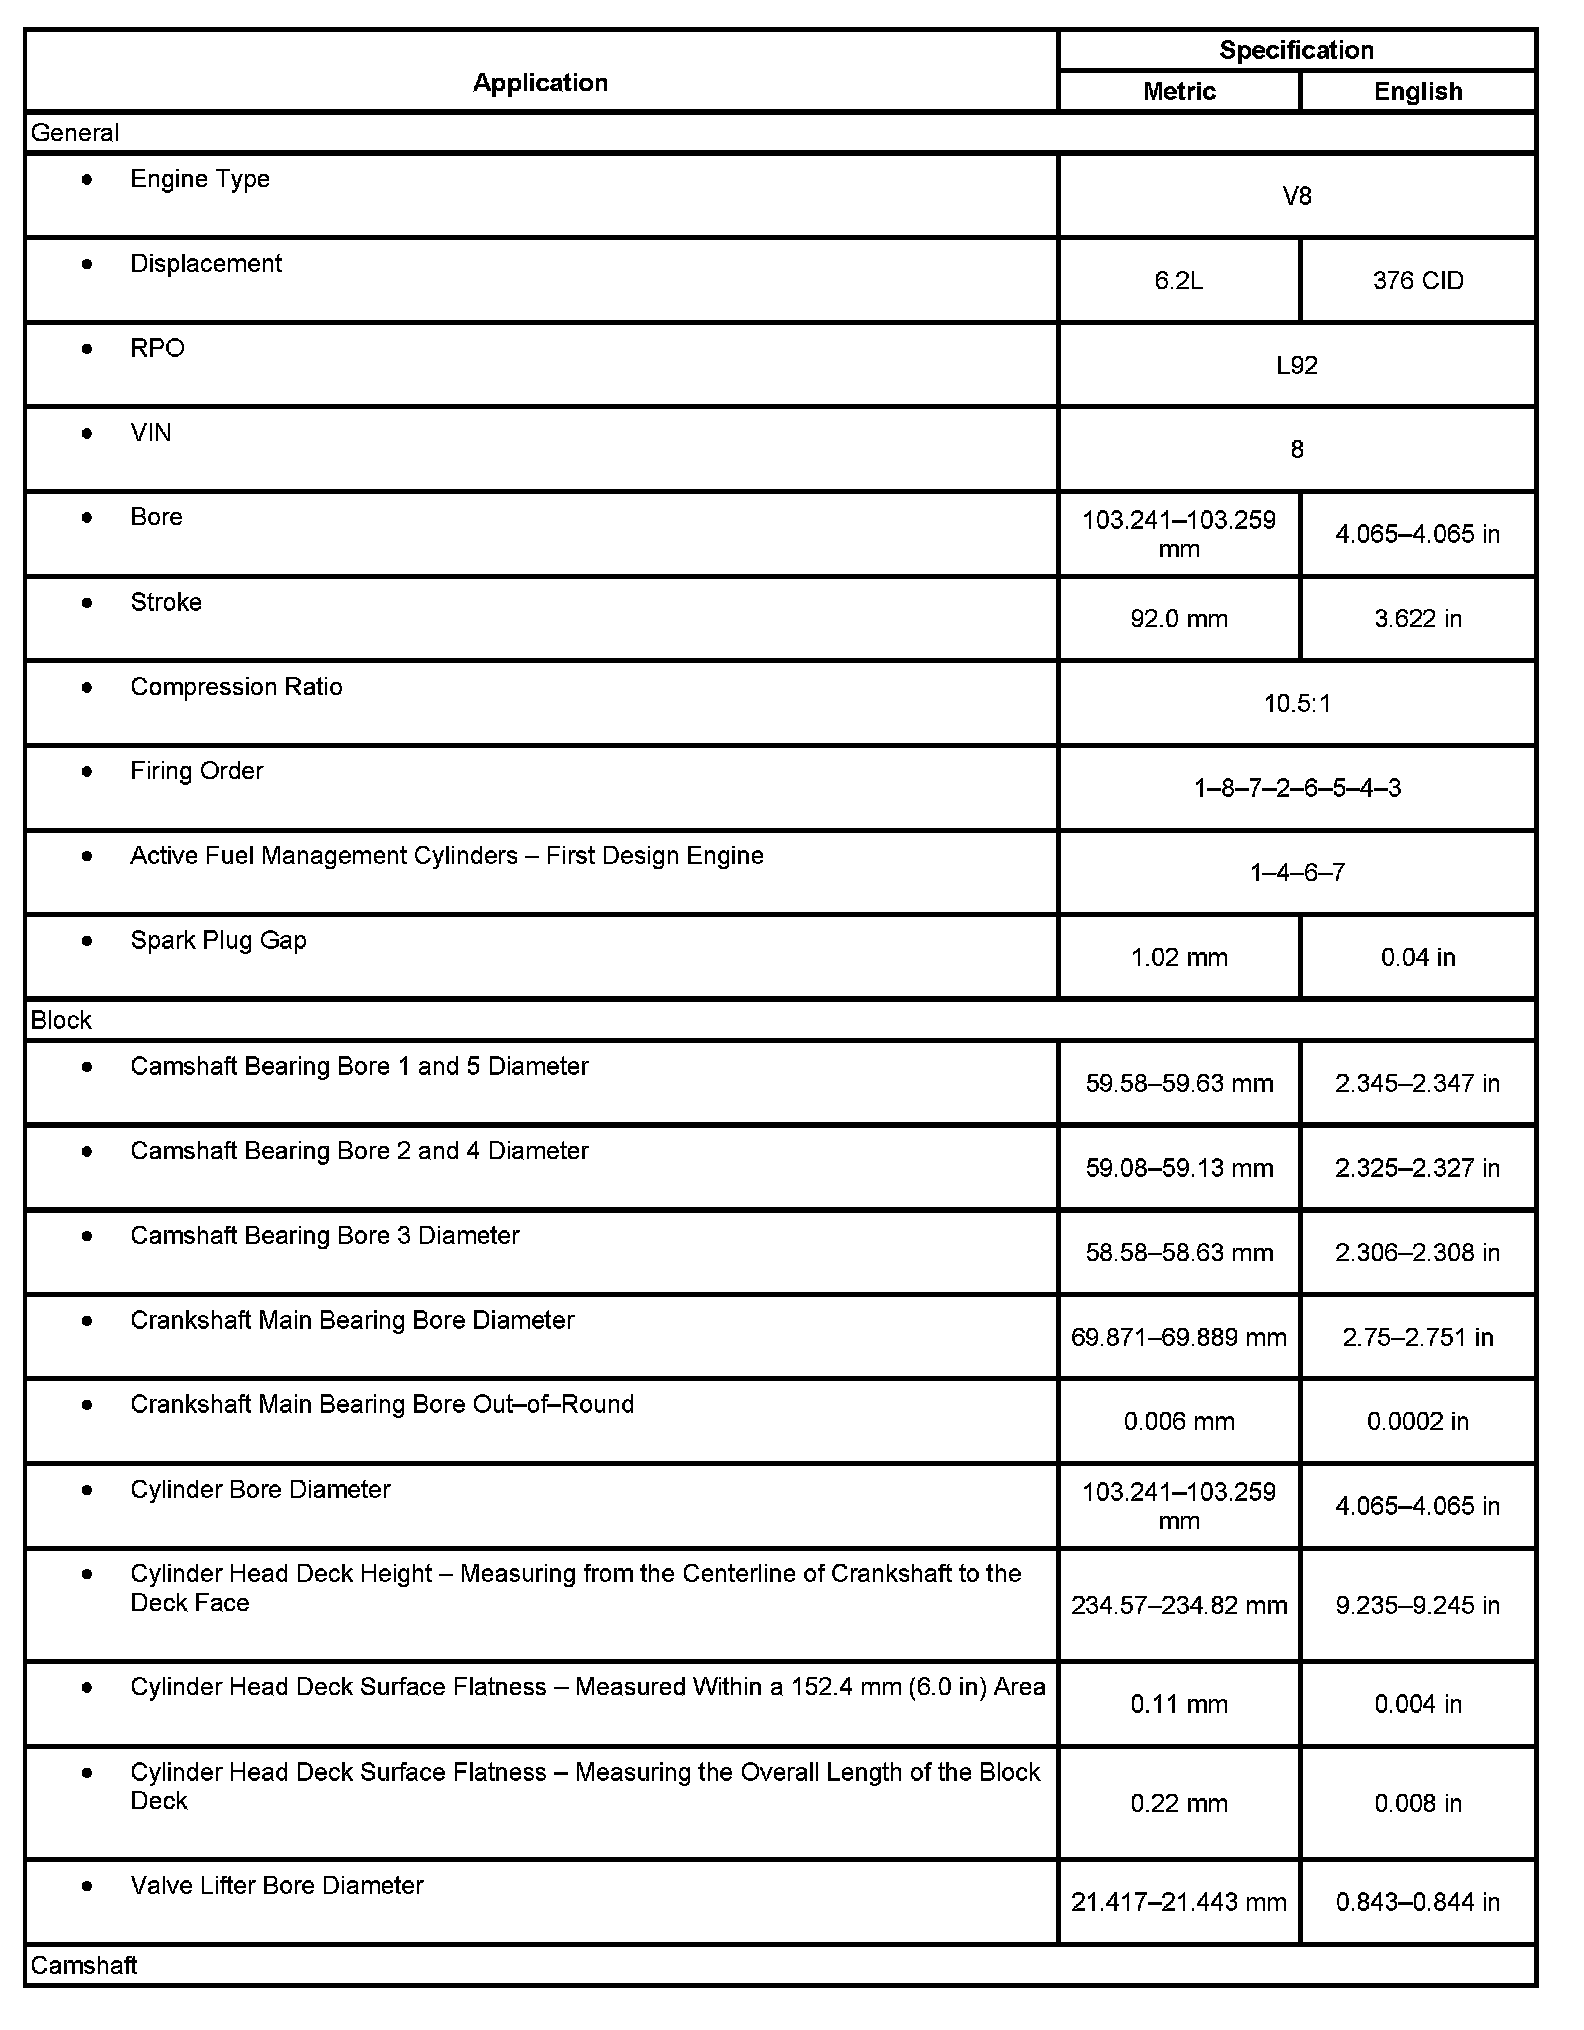 Application
Specification
Metric
English
General
• Engine Type
V8
• Displacement
6.2L
376 CID
• RPO
L92
• VIN
8
• Bore
103.241–103.259
mm
4.065–4.065 in
• Stroke
92.0 mm
3.622 in
• Compression Ratio
10.5:1
• Firing Order
1–8–7–2–6–5–4–3
• Active Fuel Management Cylinders – First Design Engine
1–4–6–7
• Spark Plug Gap
1.02 mm
0.04 in
Block
• Camshaft Bearing Bore 1 and 5 Diameter
59.58–59.63 mm
2.345–2.347 in
• Camshaft Bearing Bore 2 and 4 Diameter
59.08–59.13 mm
2.325–2.327 in
• Camshaft Bearing Bore 3 Diameter
58.58–58.63 mm
2.306–2.308 in
• Crankshaft Main Bearing Bore Diameter
69.871–69.889 mm
2.75–2.751 in
• Crankshaft Main Bearing Bore Out–of–Round
0.006 mm
0.0002 in
• Cylinder Bore Diameter
103.241–103.259
mm
4.065–4.065 in
• Cylinder Head Deck Height – Measuring from the Centerline of Crankshaft to the
Deck Face
234.57–234.82 mm
9.235–9.245 in
• Cylinder Head Deck Surface Flatness – Measured Within a 152.4 mm (6.0 in) Area
0.11 mm
0.004 in
• Cylinder Head Deck Surface Flatness – Measuring the Overall Length of the Block
Deck
0.22 mm
0.008 in
• Valve Lifter Bore Diameter
21.417–21.443 mm
0.843–0.844 in
Camshaft